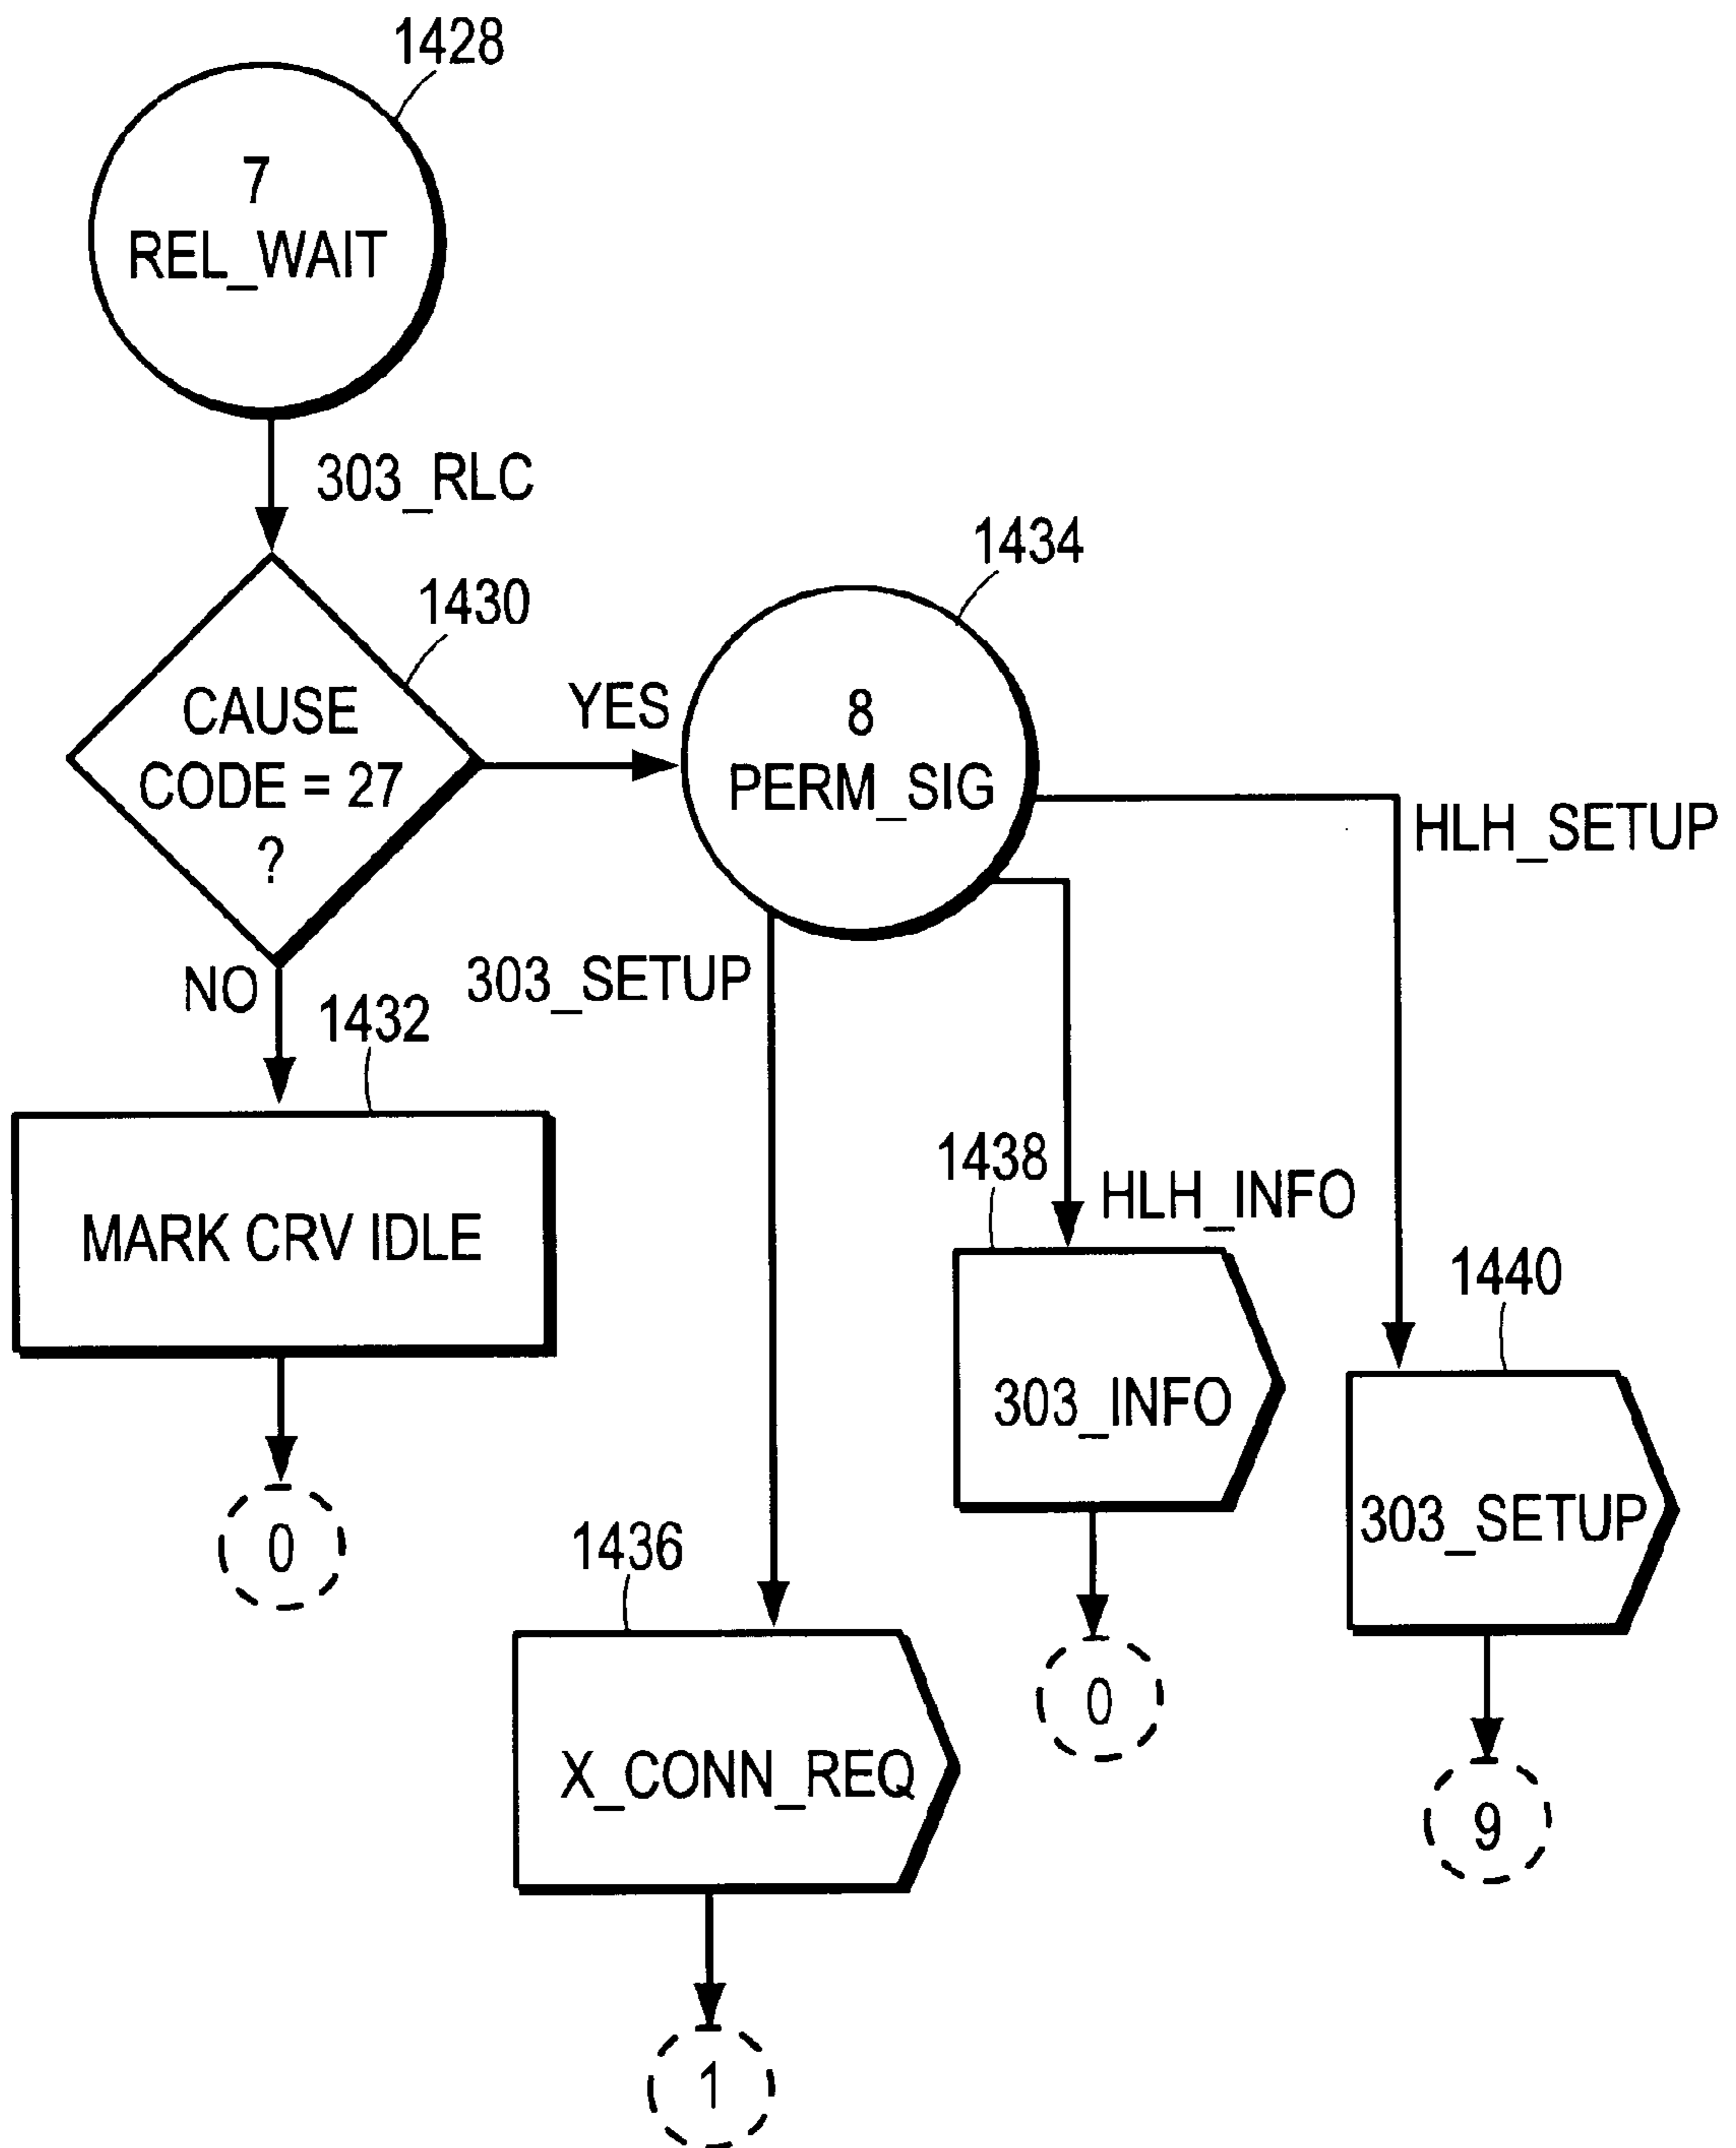 1428
7
REL_WAIT
303_RLC
1430
CAUSE
CODE = 27
?
YES
1434
8
PERM_SIG
HLH_SETUP
NO
303_SETUP
1432
MARK CRV IDLE
0
1438
HLH_INFO
303_INFO
0
1440
303_SETUP
9
1436
X_CONN_REQ
1